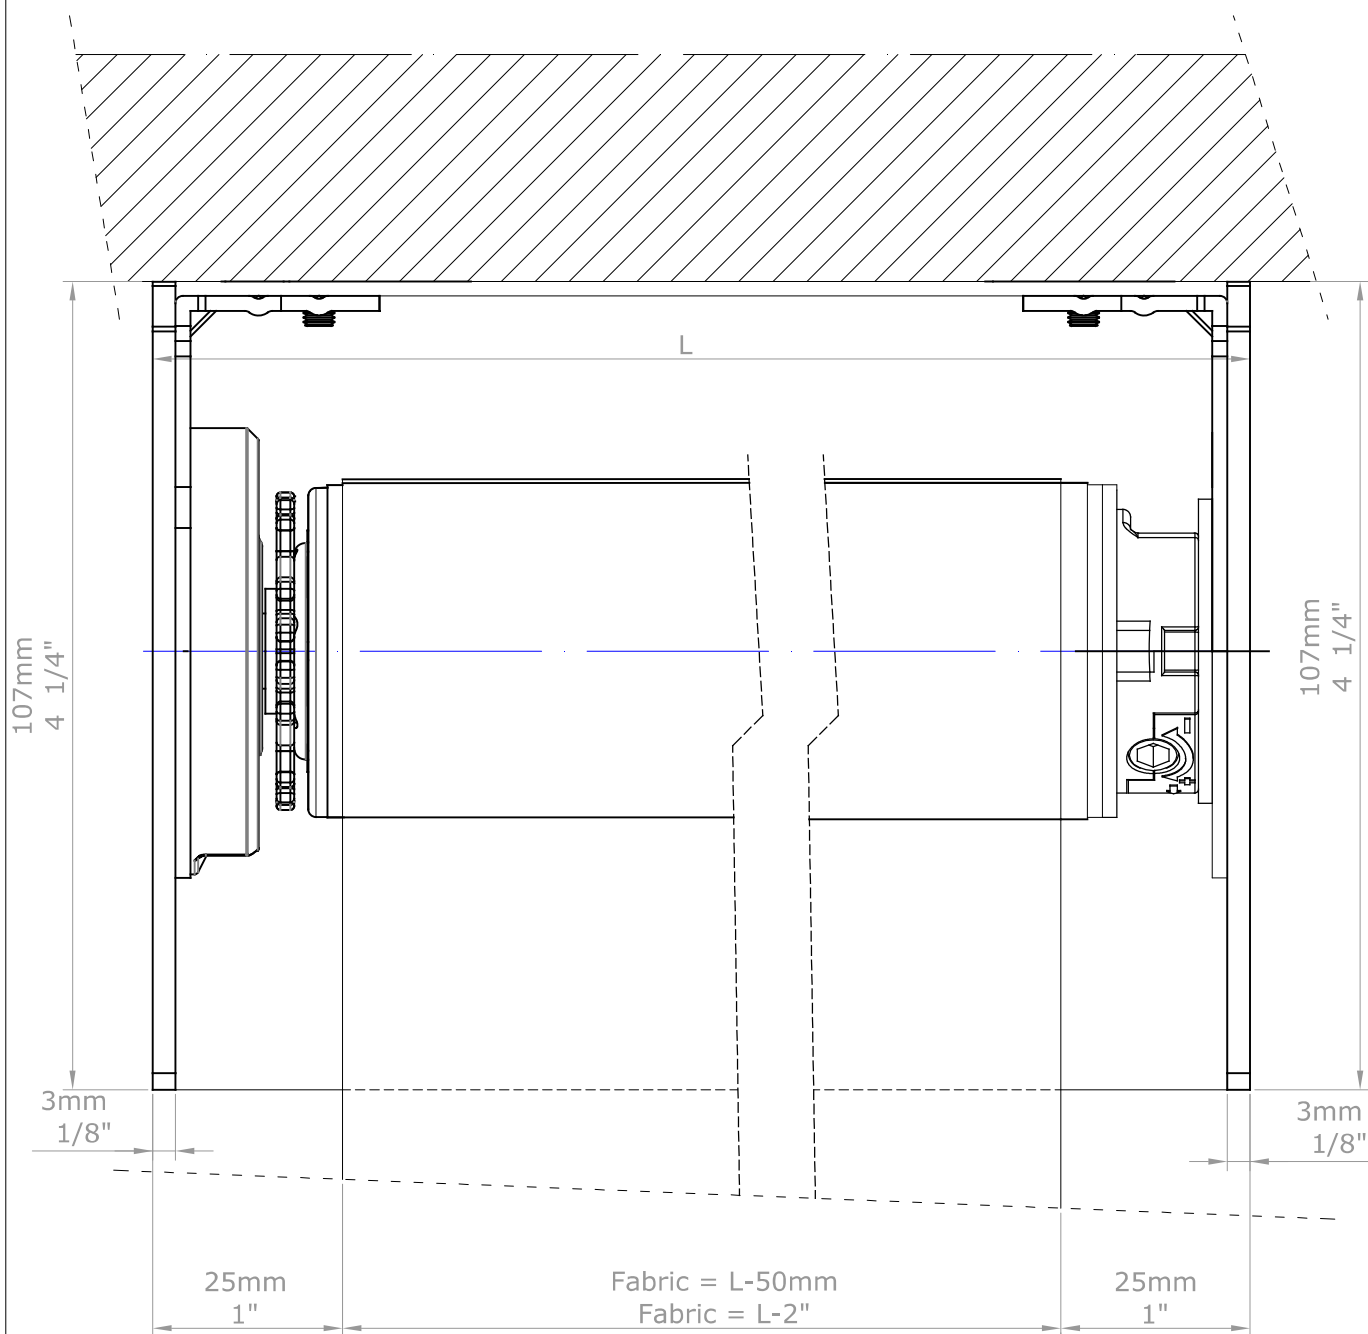 L
107mm
4 1/4"
107mm
4 1/4"
3mm
1/8"
3mm
1/8"
25mm
1"
Fabric = L-50mm
Fabric = L-2"
25mm
1"